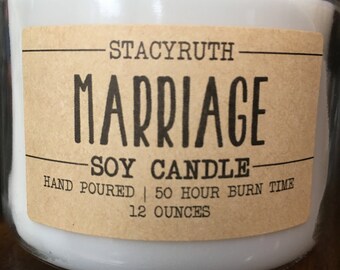 STACYRUTH
MARRIAGE
SOY CANDLE
HAND POURED | 50 HOUR BURN TIME
12 OUNCES